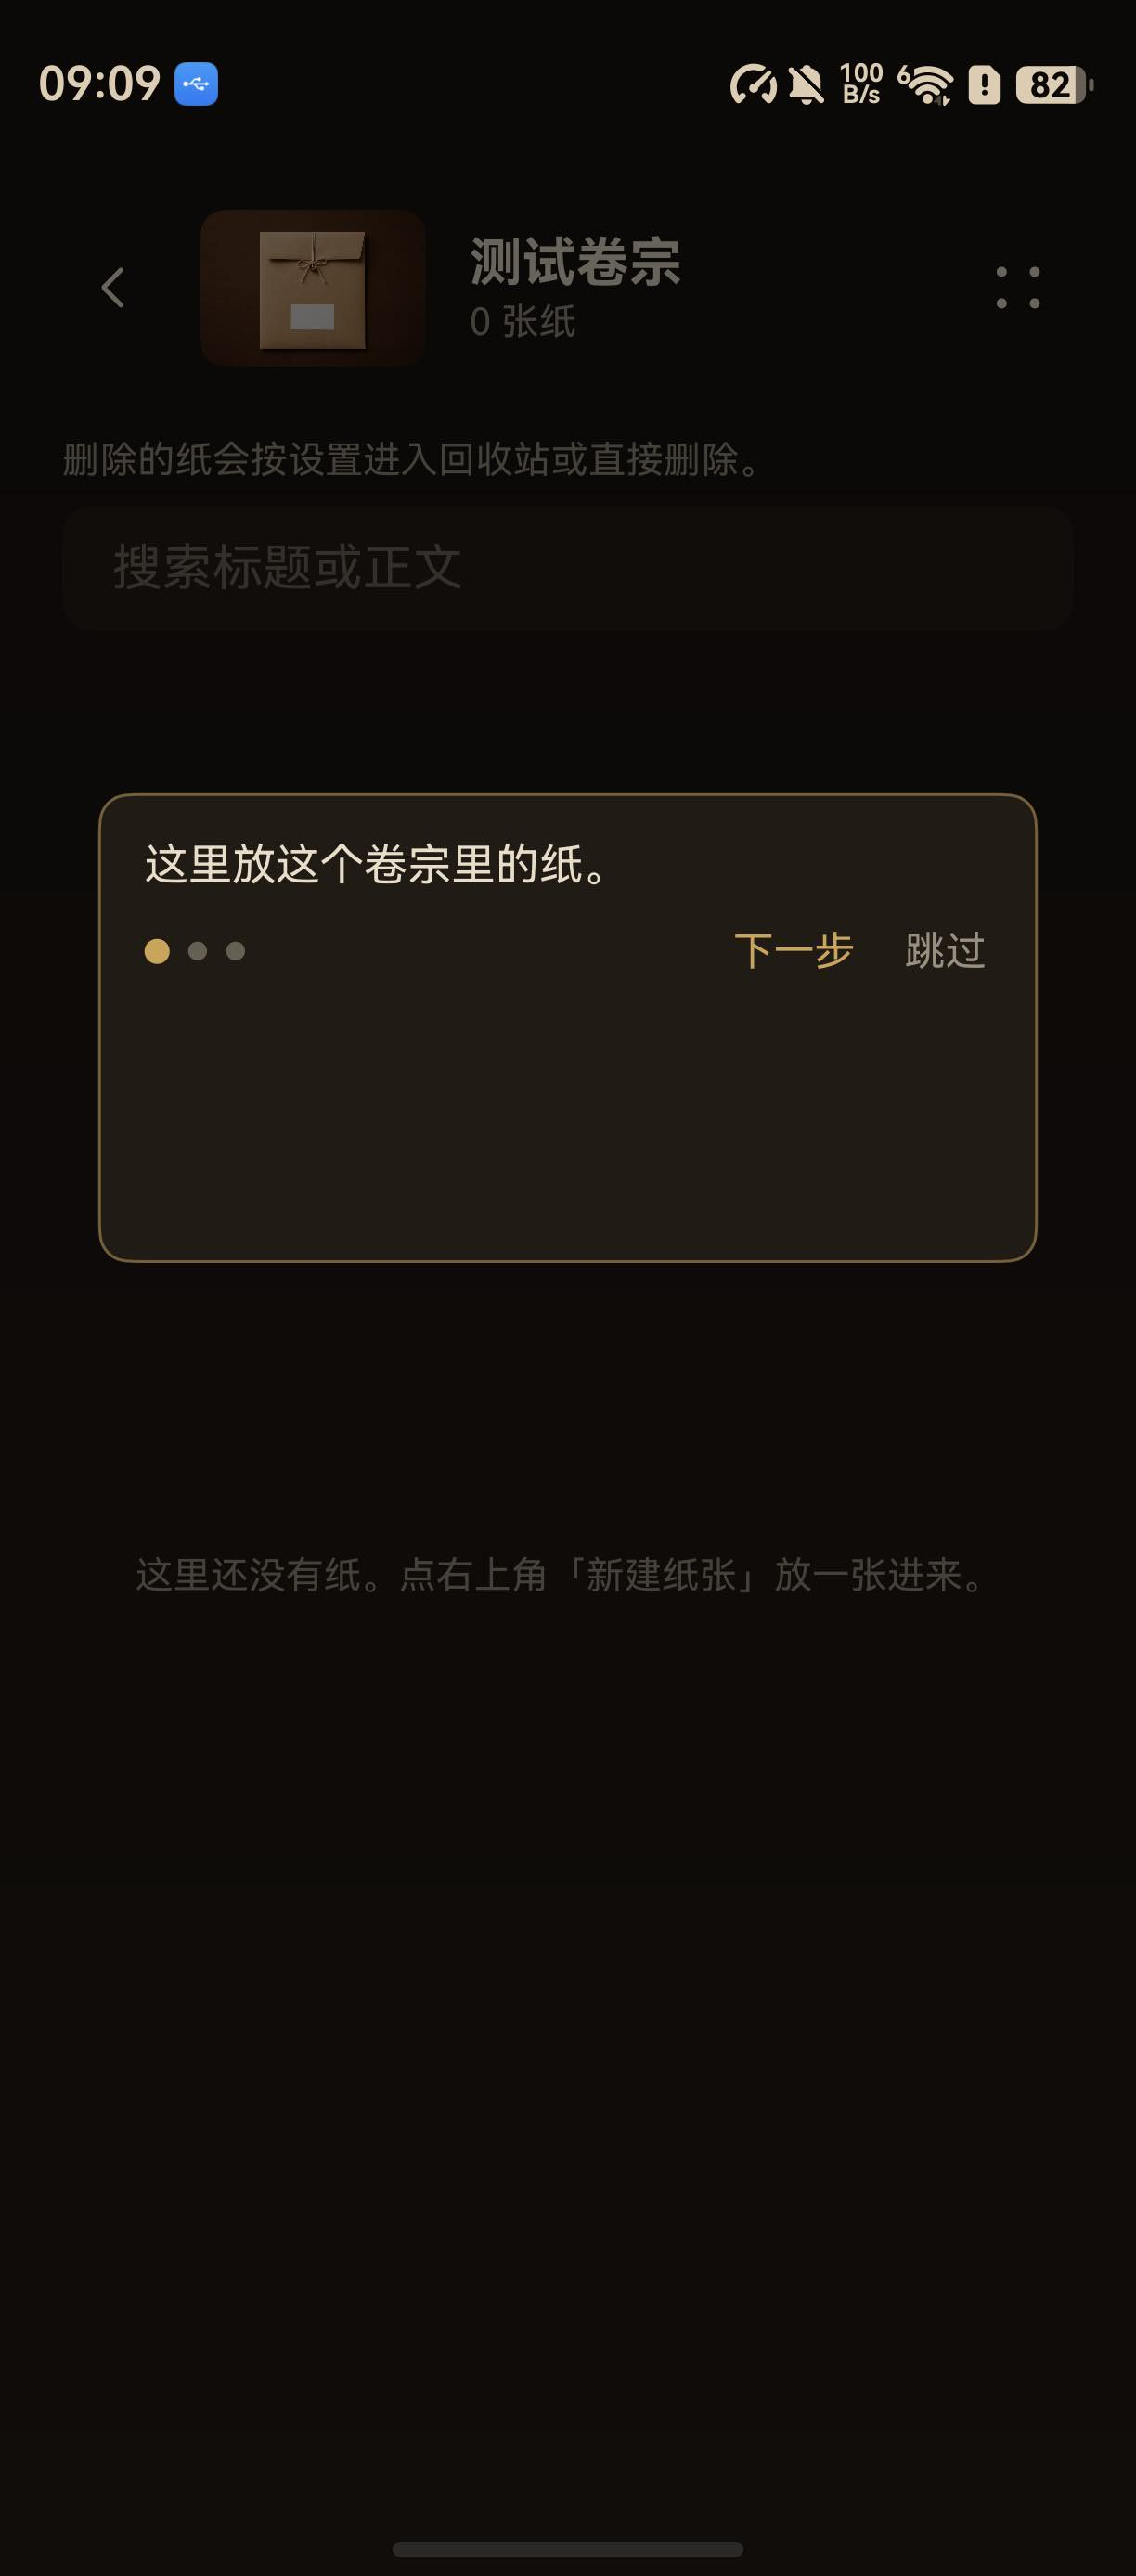 09:09
100
B/s
6
82
测试卷宗
0 张纸
删除的纸会按设置进入回收站或直接删除。
搜索标题或正文
这里放这个卷宗里的纸。
下一步 跳过
这里还没有纸。点右上角「新建纸张」放一张进来。